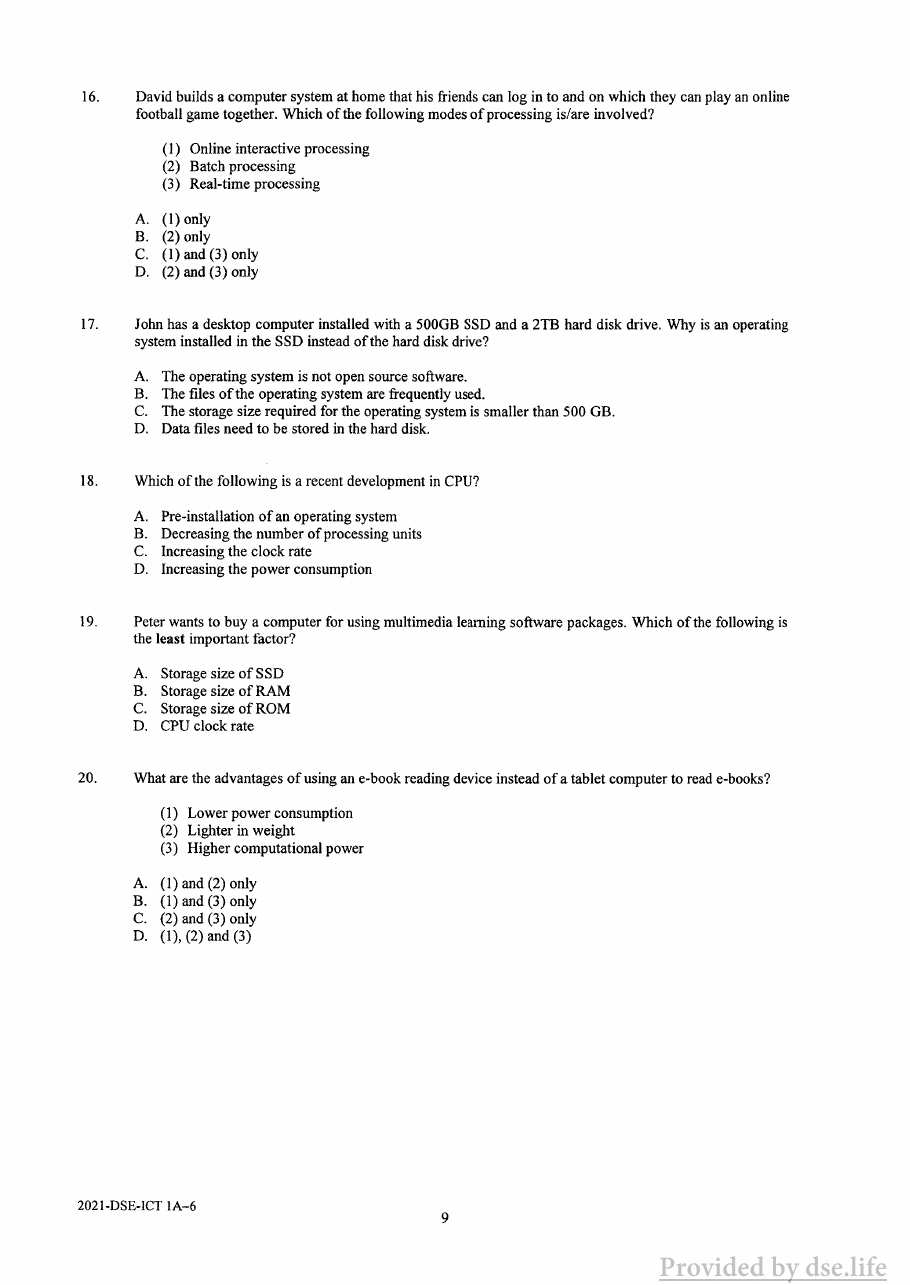 16. David builds a computer system at home that his friends can log in to and on which they can play an online
football game together. Which of the following modes of processing is/are involved?
(1) Online interactive processing
(2) Batch processing
(3) Real-time processing
A. (1) only
B. (2) only
C. (1) and (3) only
D. (2) and (3) only
17. John has a desktop computer installed with a 500GB SSD and a 2TB hard disk drive. Why is an operating
system installed in the SSD instead of the hard disk drive?
A. The operating system is not open source software.
B. The files of the operating system are frequently used.
C. The storage size required for the operating system is smaller than 500 GB.
D. Data files need to be stored in the hard disk.
18. Which of the following is a recent development in CPU?
A. Pre-installation of an operating system
B. Decreasing the number of processing units
C. Increasing the clock rate
D. Increasing the power consumption
19. Peter wants to buy a computer for using multimedia learning software packages. Which of the following is
the least important factor?
A. Storage size of SSD
B. Storage size of RAM
C. Storage size of ROM
D. CPU clock rate
20. What are the advantages of using an e-book reading device instead of a tablet computer to read e-books?
(1) Lower power consumption
(2) Lighter in weight
(3) Higher computational power
A. (1) and (2) only
B. (1) and (3) only
C. (2) and (3) only
D. (1), (2) and (3)
2021-DSE-ICT 1A–6
9
Provided by dse.life